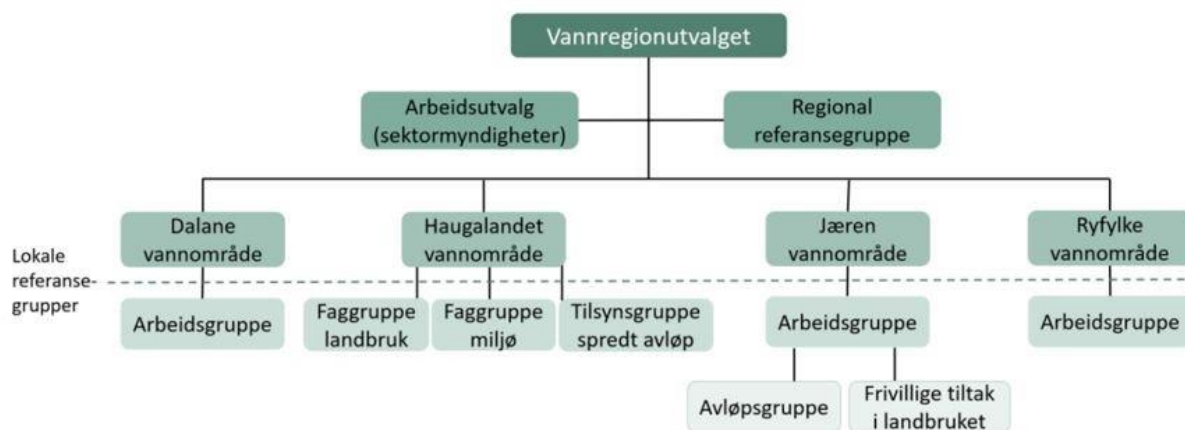 Vannregionutvalget
Arbeidsutvalg
(sektormyndigheter)
Regional
referansegruppe
Dalane
vannområde
Haugalandet
vannområde
Jæren
vannområde
Ryfylke
vannområde
Lokale
referanse-
grupper
Arbeidsgruppe
Faggruppe
landbruk
Faggruppe
miljø
Tilsynsgruppe
spredt avløp
Arbeidsgruppe
Arbeidsgruppe
Avløpsgruppe
Frivillige tiltak
i landbruket